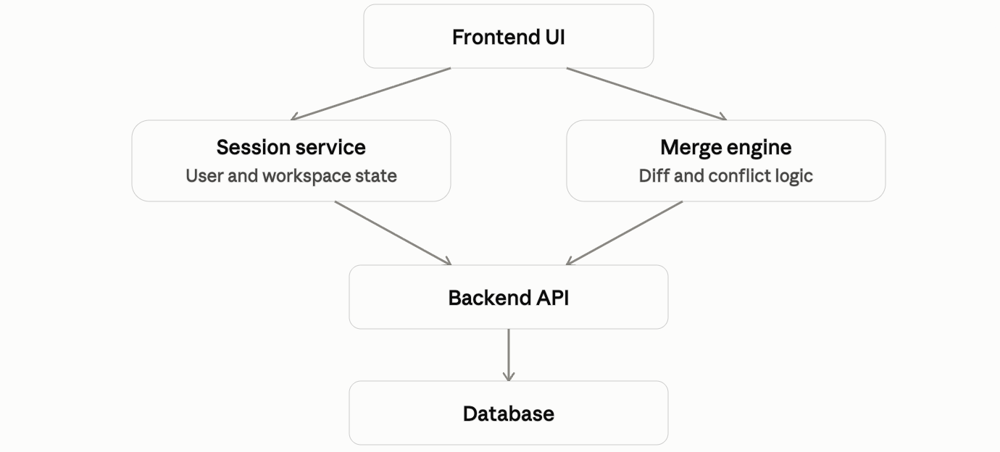 Frontend UI
Session service
User and workspace state
Merge engine
Diff and conflict logic
Backend API
Database